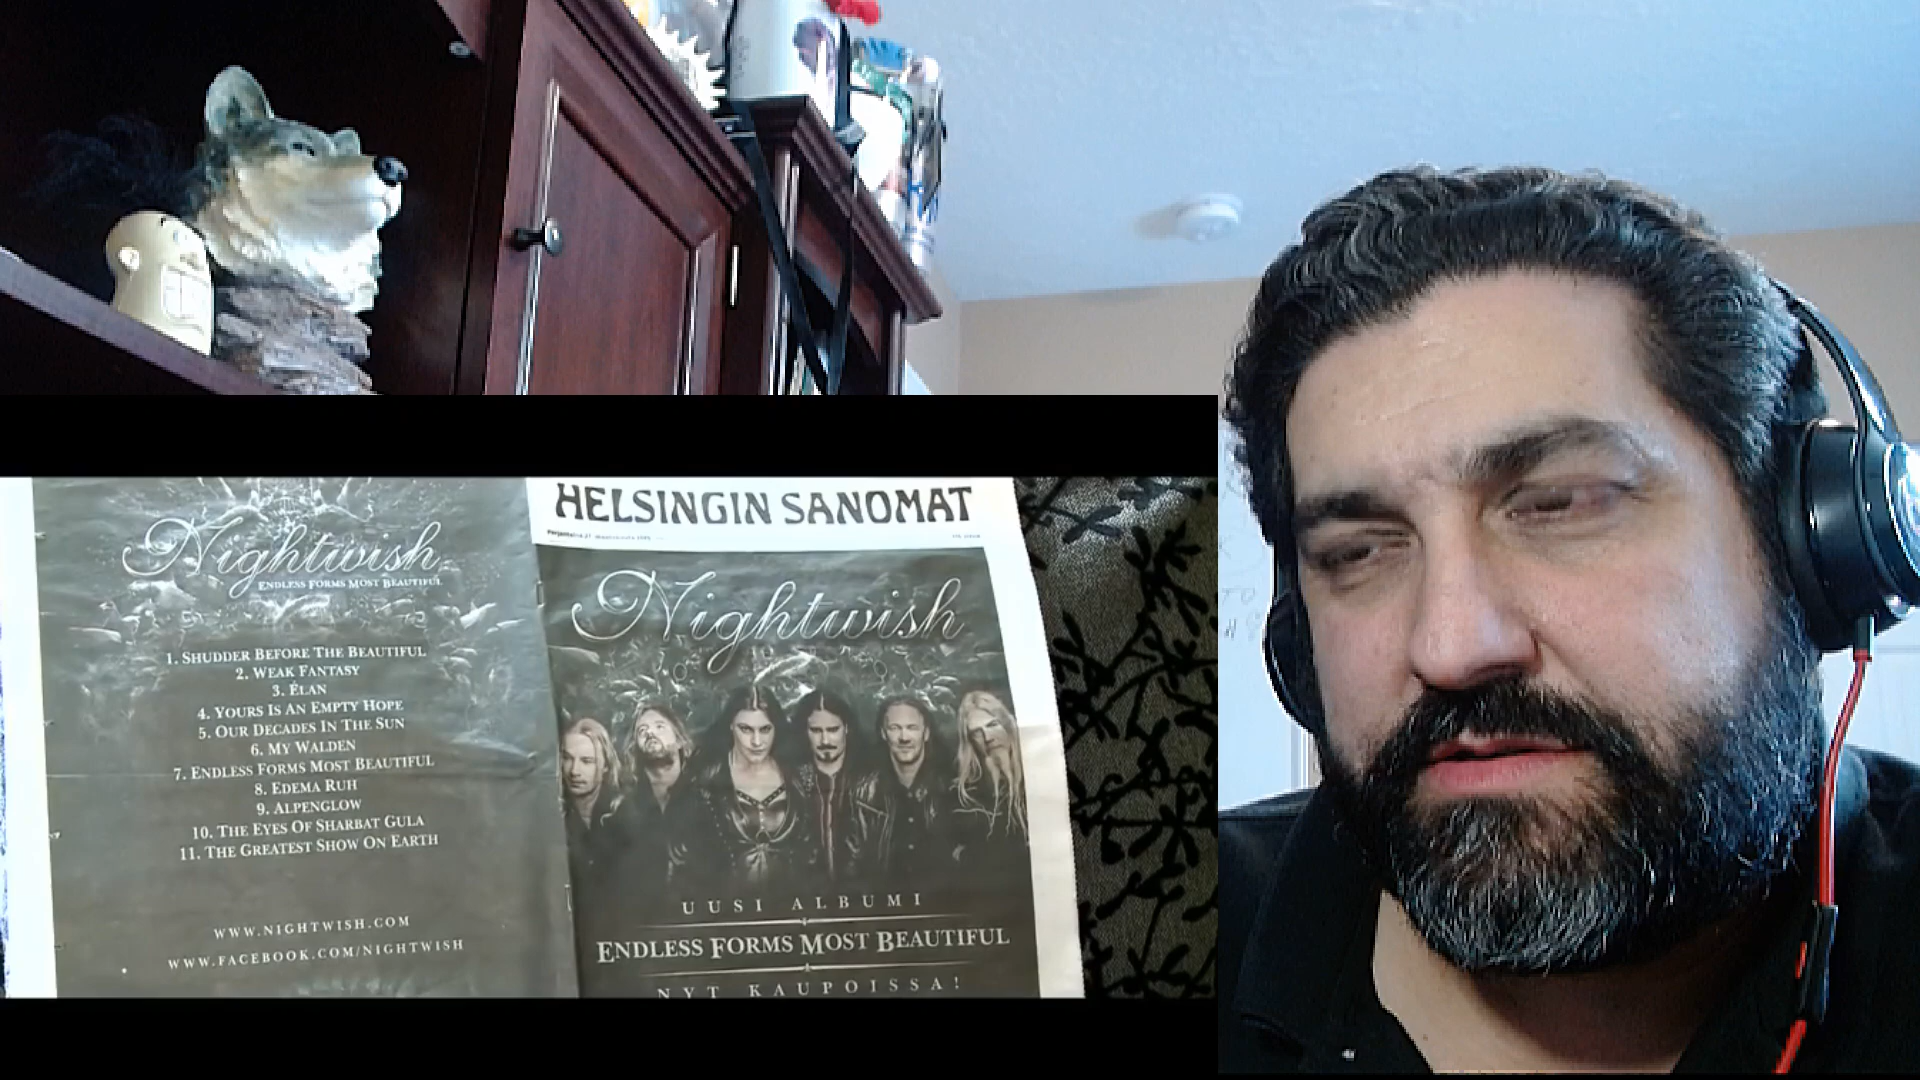 Nightwish
ENDLESS FORMS MOST BEAUTIFUL
1. SHUDDER BEFORE THE BEAUTIFUL
2. WEAK FANTASY
3. ÉLAN
4. YOURS IS AN EMPTY HOPE
5. OUR DECADES IN THE SUN
6. MY WALDEN
7. ENDLESS FORMS MOST BEAUTIFUL
8. EDEMA RUH
9. ALPENGLOW
10. THE EYES OF SHARBAT GULA
11. THE GREATEST SHOW ON EARTH
WWW.NIGHTWISH.COM
WWW.FACEBOOK.COM/NIGHTWISH
HELSINGIN SANOMAT
Nightwish
UUSI ALBUMI
ENDLESS FORMS MOST BEAUTIFUL
NYT KAUPOISSA!